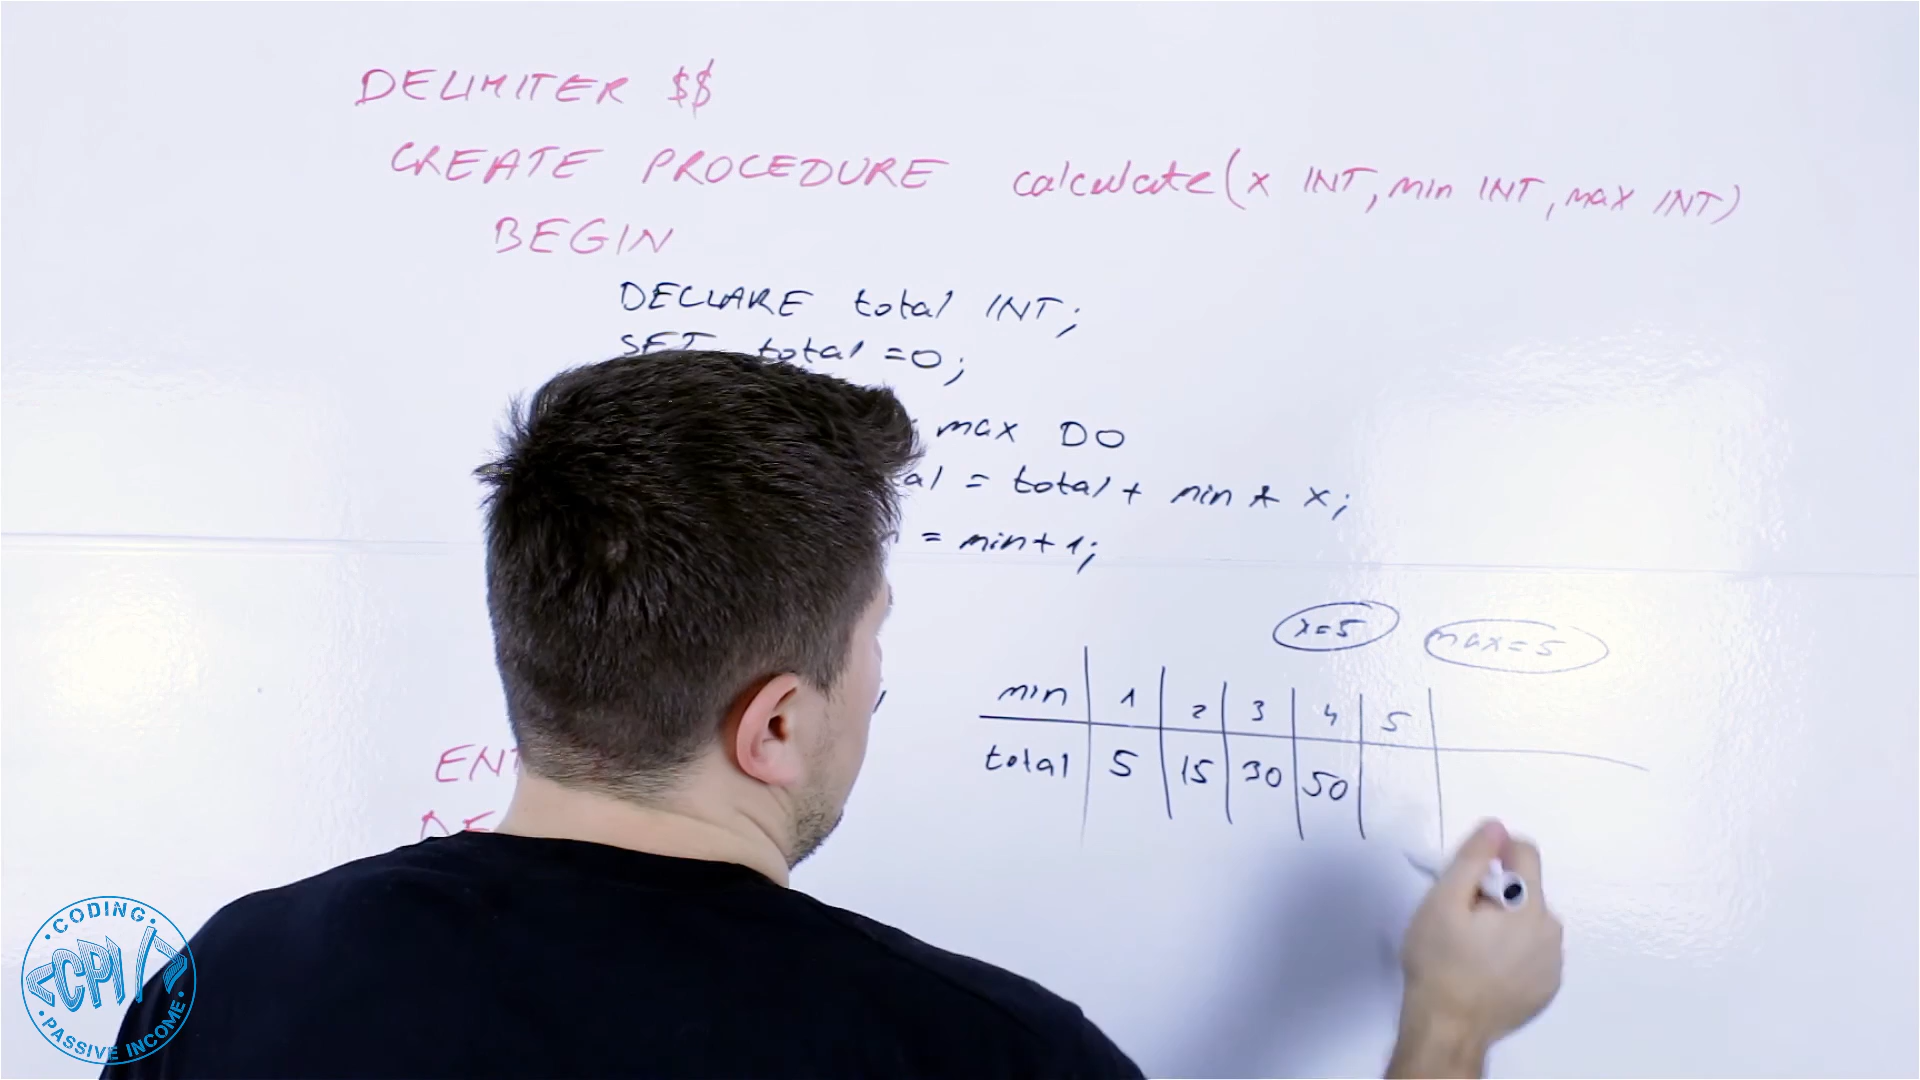 DELIMITER $$
CREATE PROCEDURE calculate(x INT, min INT, max INT)
BEGIN
DECLARE total INT;
SET total =0;
max DO
= total + min * x;
= min+1;
x=5 max=5
min 1 2 3 4 5
total 5 15 30 50
CODING
<CPI/>
PASSIVE INCOME